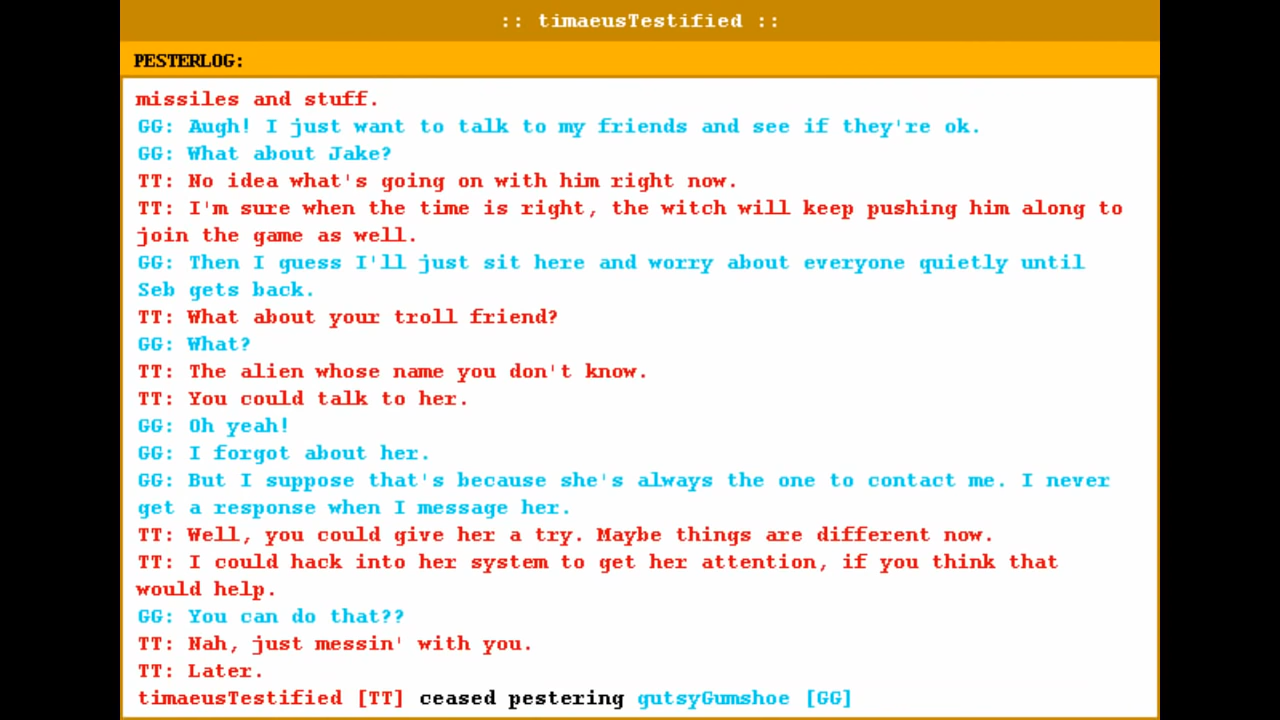 :: timaeusTestified ::
PESTERLOG:
missiles and stuff.
GG: Augh! I just want to talk to my friends and see if they're ok.
GG: What about Jake?
TT: No idea what's going on with him right now.
TT: I'm sure when the time is right, the witch will keep pushing him along to
join the game as well.
GG: Then I guess I'll just sit here and worry about everyone quietly until
Seb gets back.
TT: What about your troll friend?
GG: What?
TT: The alien whose name you don't know.
TT: You could talk to her.
GG: Oh yeah!
GG: I forgot about her.
GG: But I suppose that's because she's always the one to contact me. I never
get a response when I message her.
TT: Well, you could give her a try. Maybe things are different now.
TT: I could hack into her system to get her attention, if you think that
would help.
GG: You can do that??
TT: Nah, just messin' with you.
TT: Later.
timaeusTestified [TT] ceased pestering gutsyGumshoe [GG]